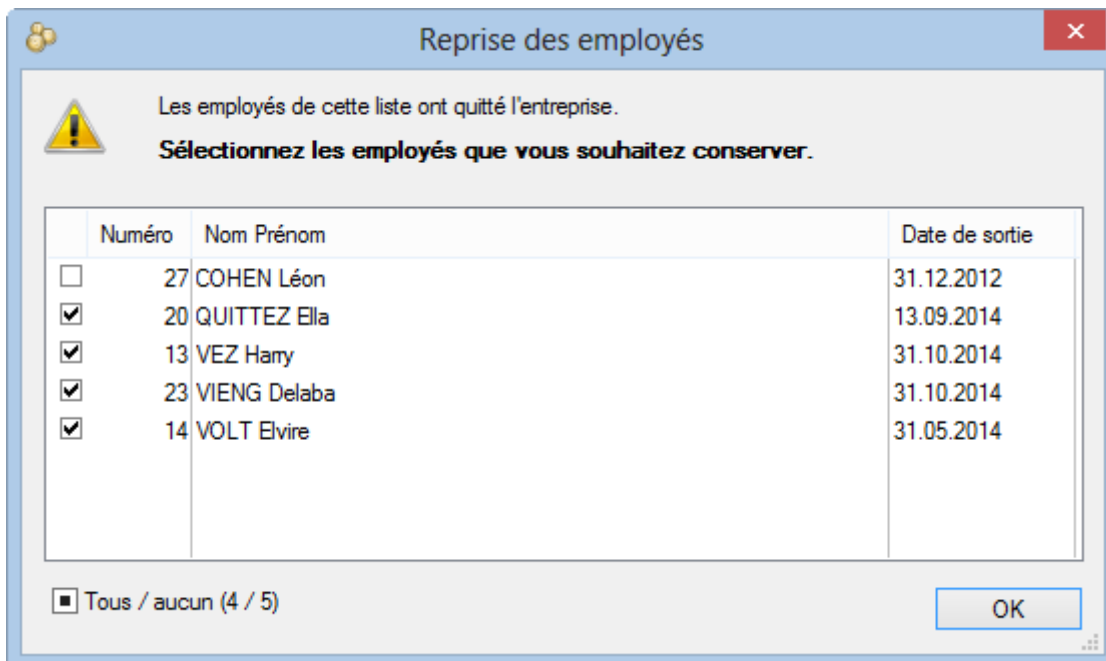 Reprise des employés
Les employés de cette liste ont quitté l'entreprise.
Sélectionnez les employés que vous souhaitez conserver.
Numéro Nom Prénom Date de sortie
27 COHEN Léon 31.12.2012
20 QUITTEZ Ella 13.09.2014
13 VEZ Harry 31.10.2014
23 VIENG Delaba 31.10.2014
14 VOLT Elvire 31.05.2014
Tous / aucun (4 / 5)
OK